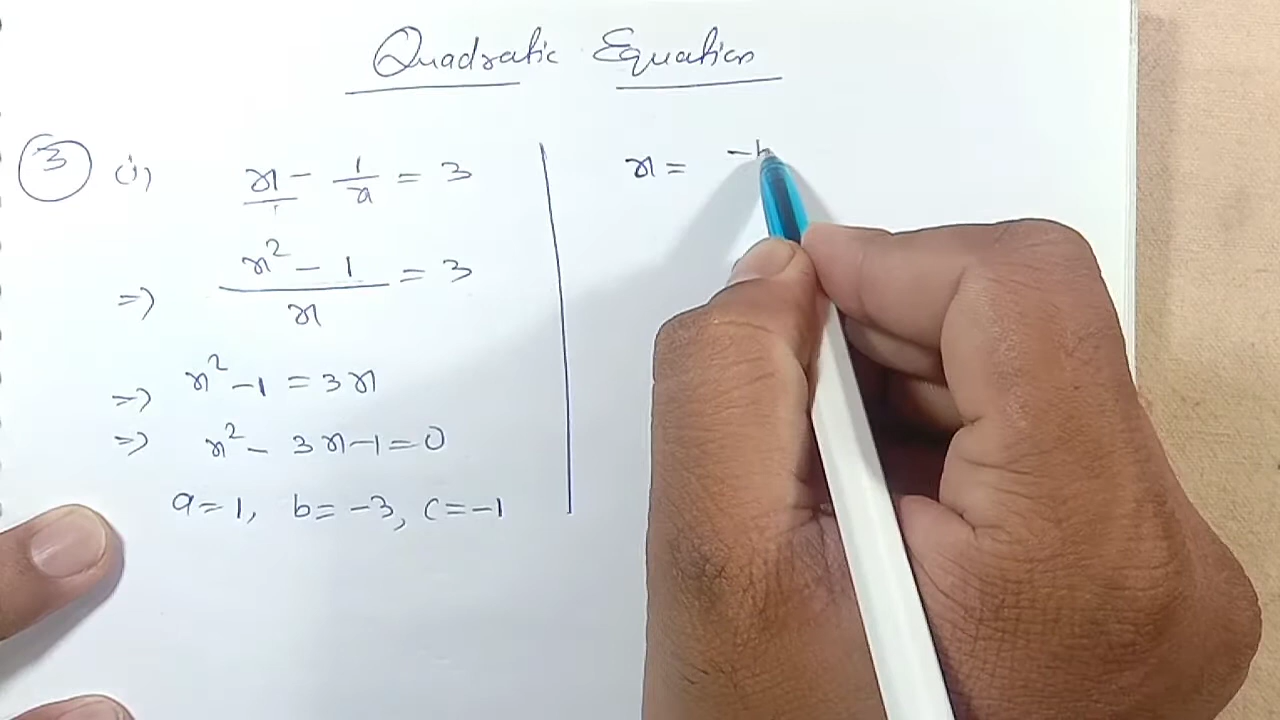 Quadratic Equation
3 (i) x - 1/x = 3
=) x² - 1 / x = 3
=) x² - 1 = 3x
=) x² - 3x - 1 = 0
a = 1, b = -3, c = -1
x = -b